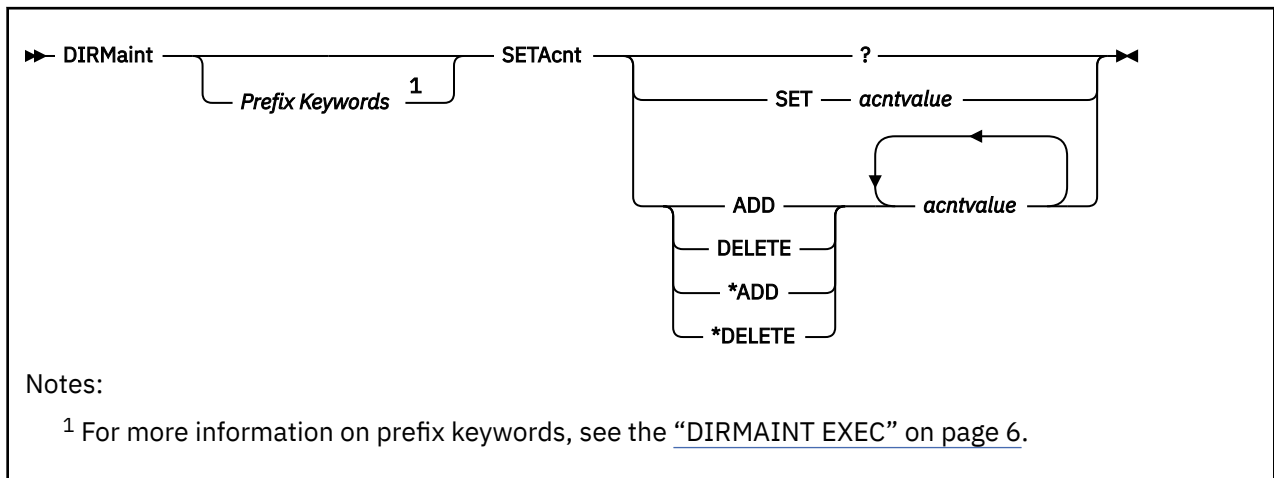 DIRMaint Prefix Keywords 1 SETAcnt ?
SET acntvalue
ADD acntvalue
DELETE
*ADD
*DELETE
Notes:
1 For more information on prefix keywords, see the “DIRMAINT EXEC” on page 6.